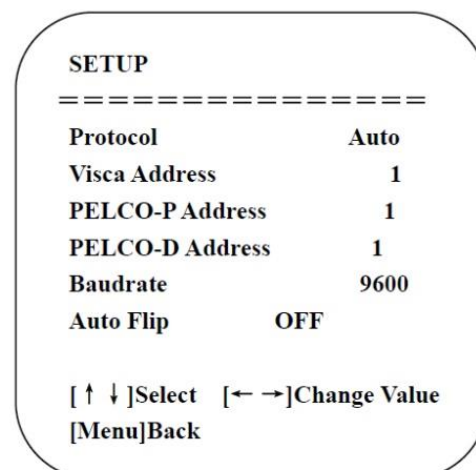 SETUP
===============
Protocol Auto
Visca Address 1
PELCO-P Address 1
PELCO-D Address 1
Baudrate 9600
Auto Flip OFF
[↑ ↓]Select [← →]Change Value
[Menu]Back